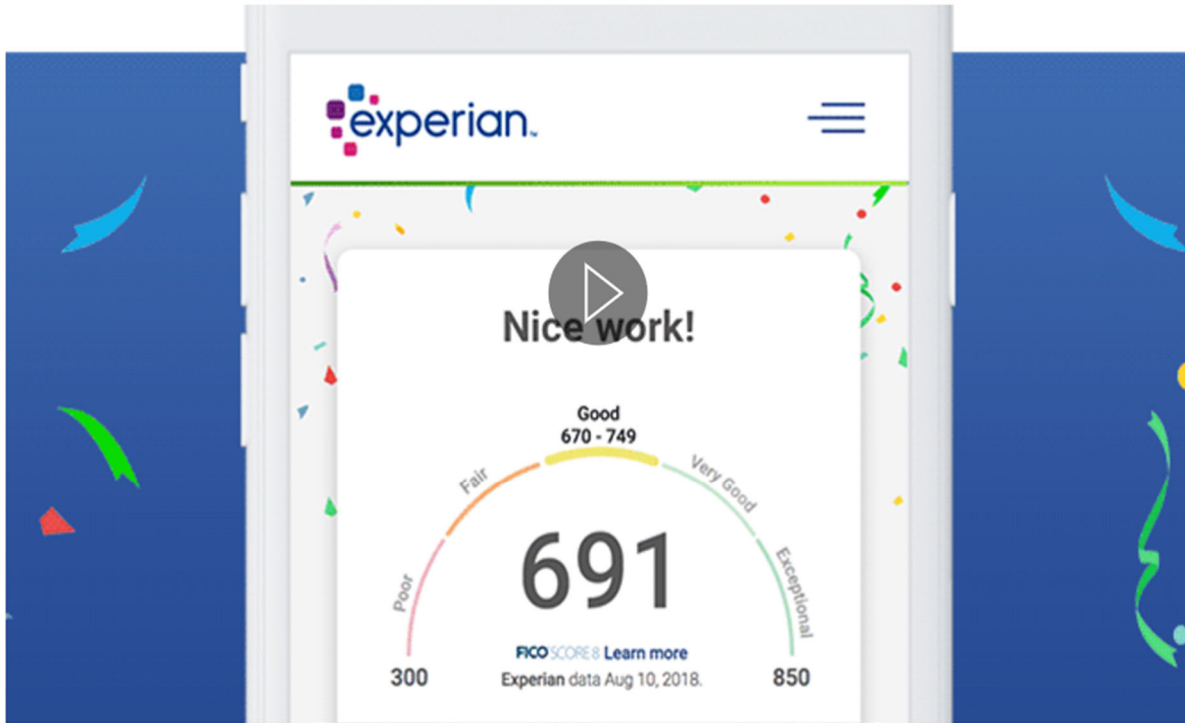 experian™
Nice work!
Good
670 - 749
Fair
Very Good
Poor
Exceptional
691
FICO SCORE 8 Learn more
300
Experian data Aug 10, 2018.
850